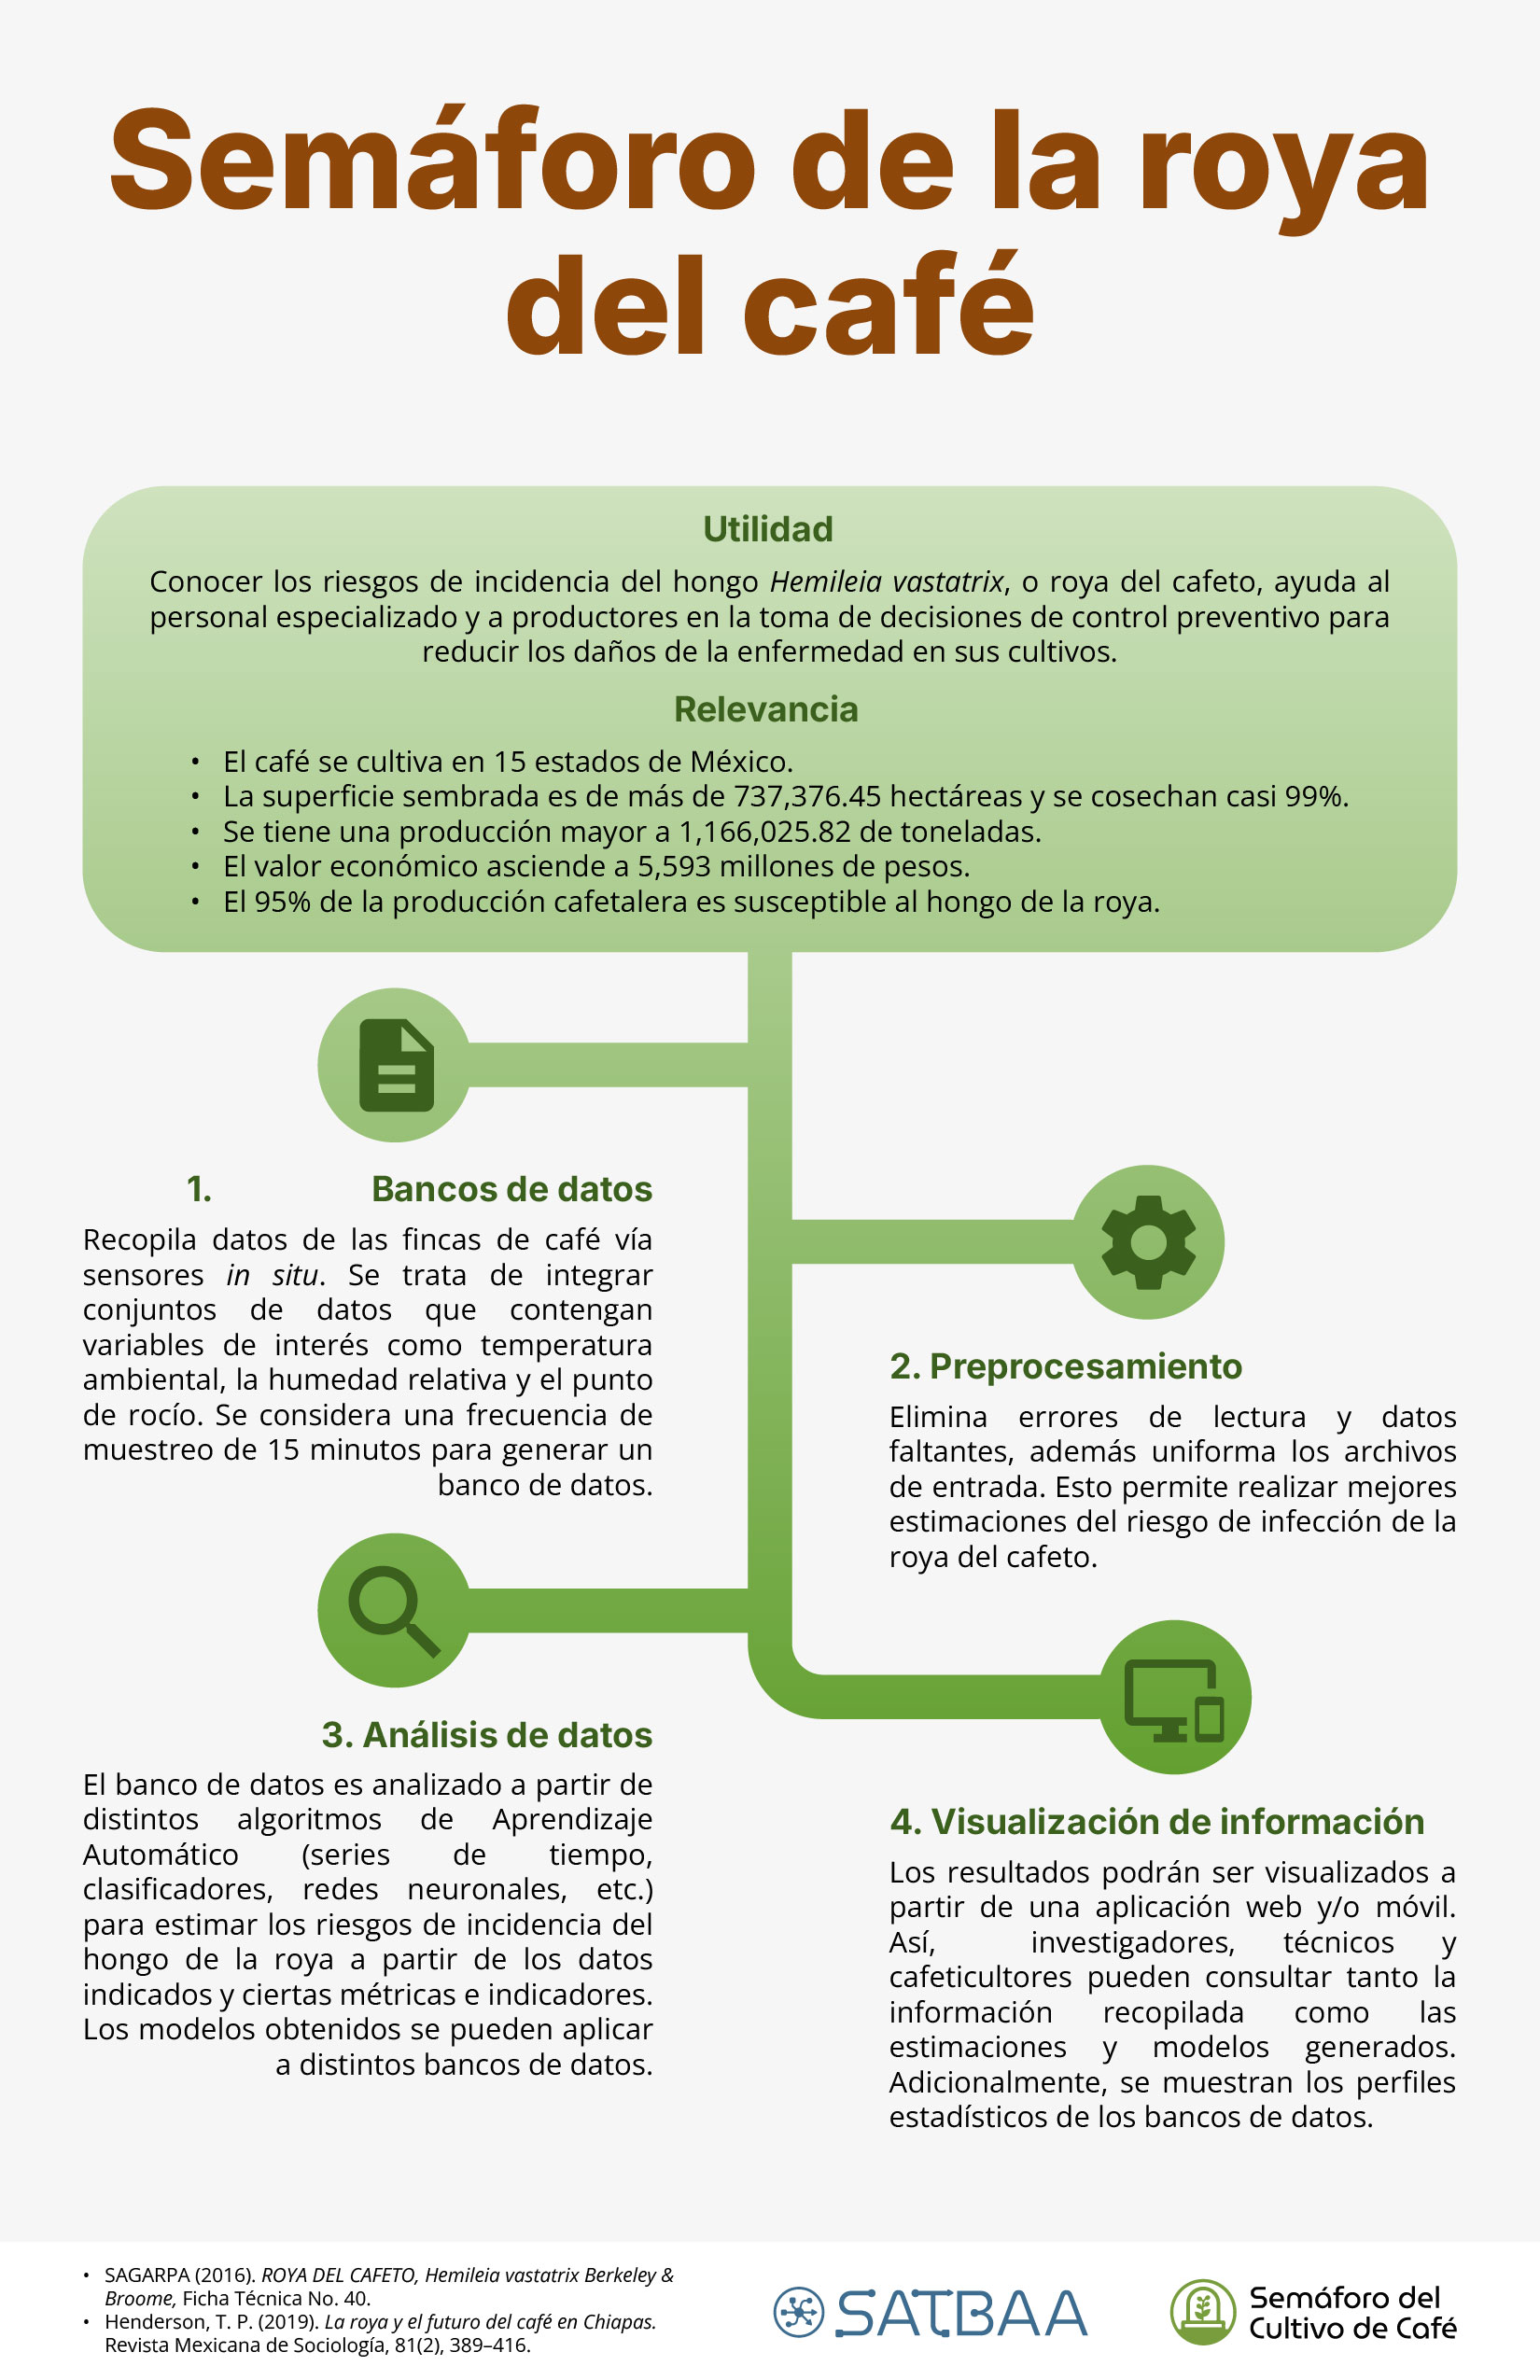 Semáforo de la roya
del café
Utilidad
Conocer los riesgos de incidencia del hongo Hemileia vastatrix, o roya del cafeto, ayuda al
personal especializado y a productores en la toma de decisiones de control preventivo para
reducir los daños de la enfermedad en sus cultivos.
Relevancia
• El café se cultiva en 15 estados de México.
• La superficie sembrada es de más de 737,376.45 hectáreas y se cosechan casi 99%.
• Se tiene una producción mayor a 1,166,025.82 de toneladas.
• El valor económico asciende a 5,593 millones de pesos.
• El 95% de la producción cafetalera es susceptible al hongo de la roya.
1. Bancos de datos
Recopila datos de las fincas de café vía
sensores in situ. Se trata de integrar
conjuntos de datos que contengan
variables de interés como temperatura
ambiental, la humedad relativa y el punto
de rocío. Se considera una frecuencia de
muestreo de 15 minutos para generar un
banco de datos.
2. Preprocesamiento
Elimina errores de lectura y datos
faltantes, además uniforma los archivos
de entrada. Esto permite realizar mejores
estimaciones del riesgo de infección de la
roya del cafeto.
3. Análisis de datos
El banco de datos es analizado a partir de
distintos algoritmos de Aprendizaje
Automático (series de tiempo,
clasificadores, redes neuronales, etc.)
para estimar los riesgos de incidencia del
hongo de la roya a partir de los datos
indicados y ciertas métricas e indicadores.
Los modelos obtenidos se pueden aplicar
a distintos bancos de datos.
4. Visualización de información
Los resultados podrán ser visualizados a
partir de una aplicación web y/o móvil.
Así, investigadores, técnicos y
cafeticultores pueden consultar tanto la
información recopilada como las
estimaciones y modelos generados.
Adicionalmente, se muestran los perfiles
estadísticos de los bancos de datos.
• SAGARPA (2016). ROYA DEL CAFETO, Hemileia vastatrix Berkeley &
Broome, Ficha Técnica No. 40.
• Henderson, T. P. (2019). La roya y el futuro del café en Chiapas.
Revista Mexicana de Sociología, 81(2), 389–416.
SATBAA
Semáforo del
Cultivo de Café